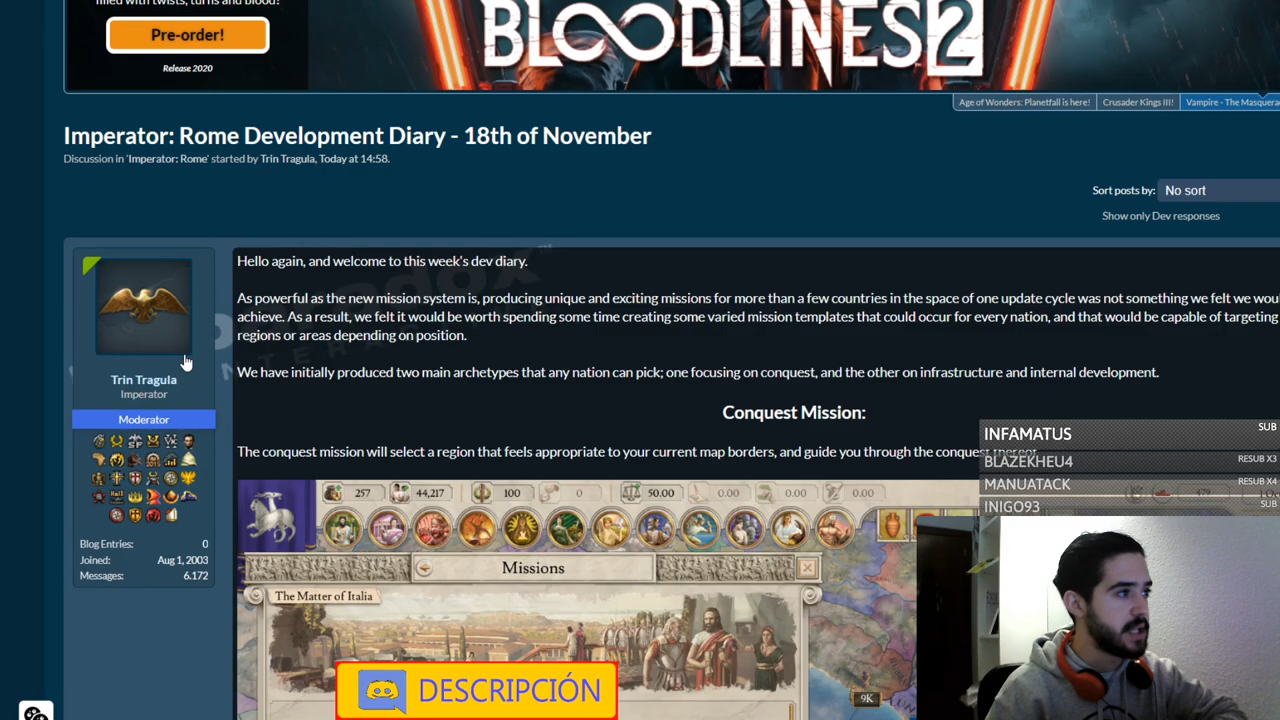 filled with twists, turns and blood!
Pre-order!
Release 2020
BLOODLINES 2
Age of Wonders: Planetfall is here!
Crusader Kings III!
Vampire - The Masquera
Imperator: Rome Development Diary - 18th of November
Discussion in 'Imperator: Rome' started by Trin Tragula, Today at 14:58.
Sort posts by:
No sort
Show only Dev responses
Hello again, and welcome to this week's dev diary.
As powerful as the new mission system is, producing unique and exciting missions for more than a few countries in the space of one update cycle was not something we felt we wou
achieve. As a result, we felt it would be worth spending some time creating some varied mission templates that could occur for every nation, and that would be capable of targeting
regions or areas depending on position.
We have initially produced two main archetypes that any nation can pick; one focusing on conquest, and the other on infrastructure and internal development.
Trin Tragula
Imperator
Moderator
Blog Entries: 0
Joined: Aug 1, 2003
Messages: 6.172
Conquest Mission:
The conquest mission will select a region that feels appropriate to your current map borders, and guide you through the conquest thereof.
INFAMATUS SUB
BLAZEKHEU4 RESUB X3
MANUATACK RESUB X4
INIGO93 SUB
257 44,217 100 0 50.00 0.00 0.00 0.00
Missions
The Matter of Italia
9K
DESCRIPCIÓN